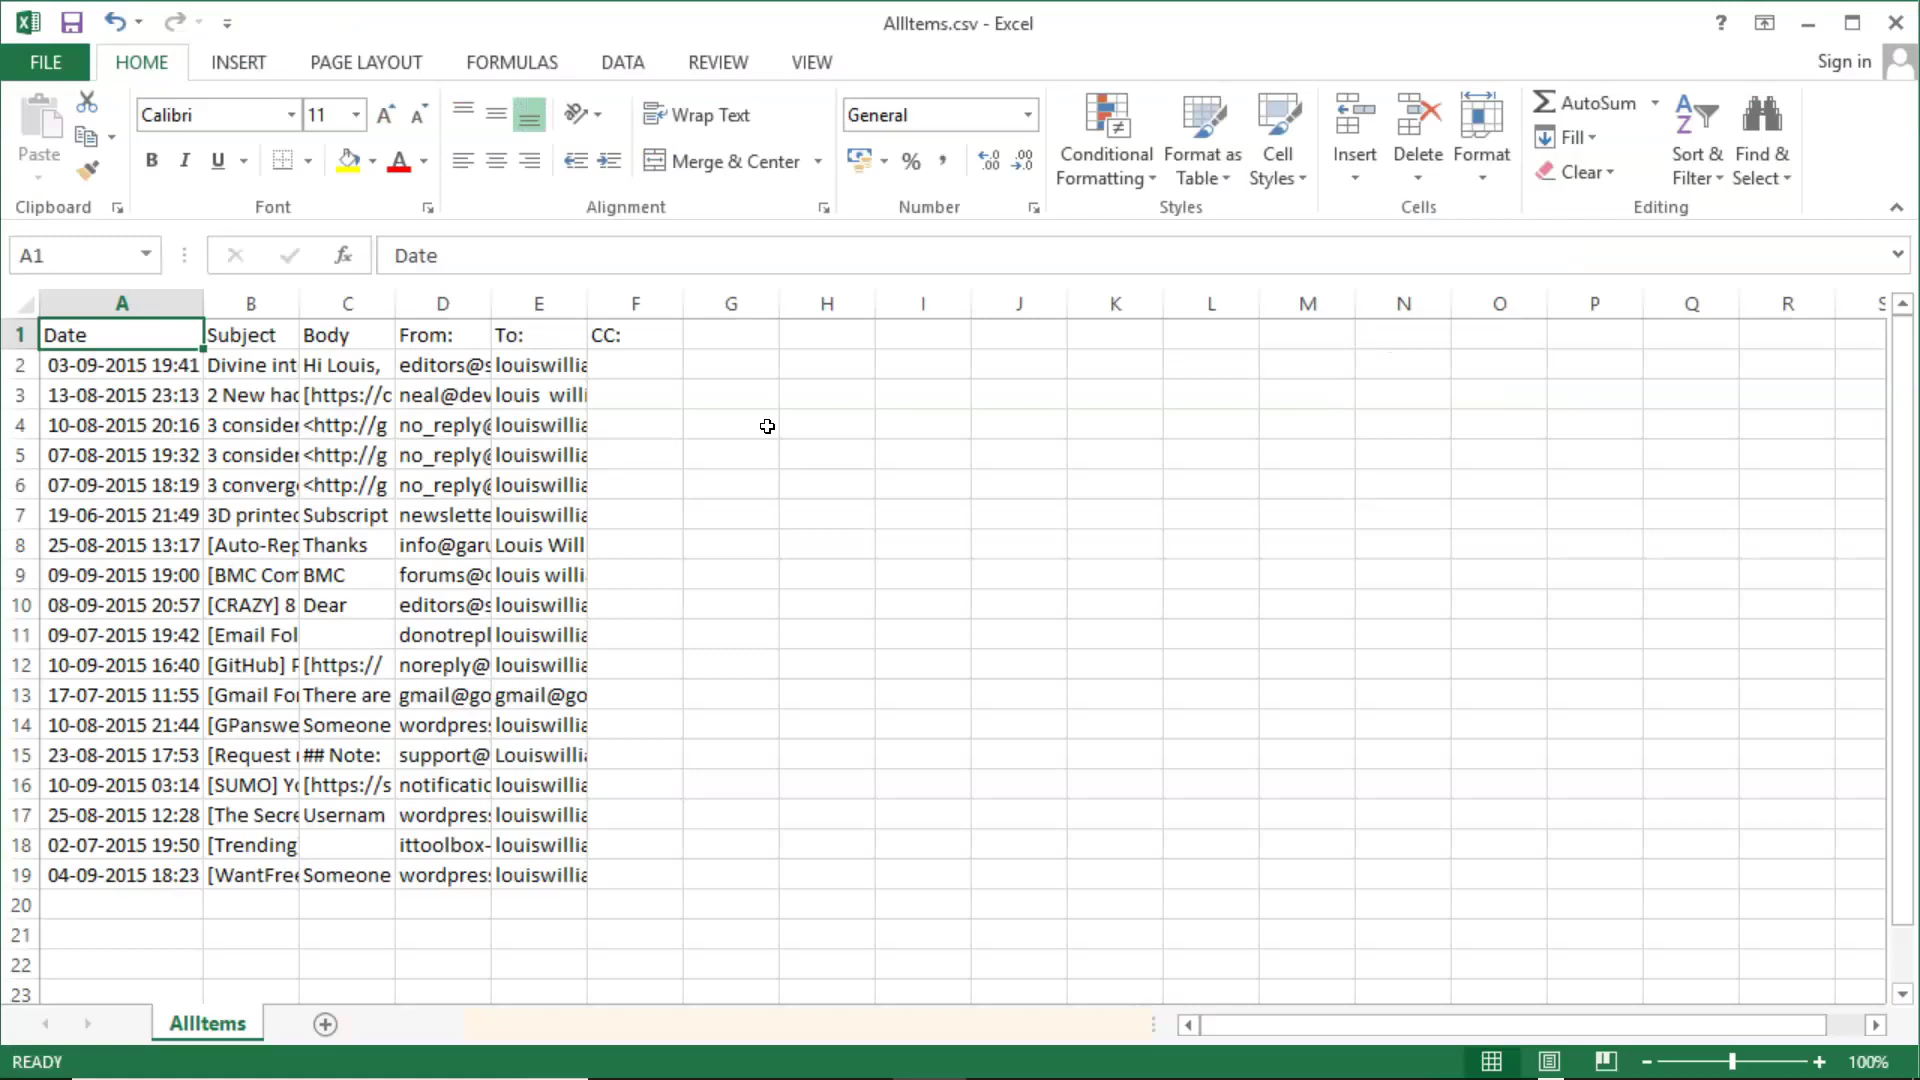 AllItems.csv - Excel
?
FILE HOME INSERT PAGE LAYOUT FORMULAS DATA REVIEW VIEW
Sign in
Paste
Clipboard
Calibri 11
B I U
Font
Wrap Text
Merge & Center
Alignment
General
%
Number
Conditional Formatting
Format as Table
Cell Styles
Styles
Insert
Delete
Format
Cells
AutoSum
Fill
Clear
Sort & Filter
Find & Select
Editing
A1 fx Date
A B C D E F G H I J K L M N O P Q R S
1 Date Subject Body From: To: CC:
2 03-09-2015 19:41 Divine int Hi Louis, editors@s louiswillia
3 13-08-2015 23:13 2 New hac [https://c neal@dev louis willi
4 10-08-2015 20:16 3 consider <http://g no_reply@ louiswillia
5 07-08-2015 19:32 3 consider <http://g no_reply@ louiswillia
6 07-09-2015 18:19 3 converge <http://g no_reply@ louiswillia
7 19-06-2015 21:49 3D printed Subscript newslette louiswillia
8 25-08-2015 13:17 [Auto-Rep Thanks info@garu Louis Will
9 09-09-2015 19:00 [BMC Com BMC forums@c louis willi
10 08-09-2015 20:57 [CRAZY] 8 Dear editors@s louiswillia
11 09-07-2015 19:42 [Email Fol donotrepl louiswillia
12 10-09-2015 16:40 [GitHub] P [https:// noreply@ louiswillia
13 17-07-2015 11:55 [Gmail For There are gmail@go gmail@go
14 10-08-2015 21:44 [GPanswe Someone wordpress louiswillia
15 23-08-2015 17:53 [Request r ## Note: support@ Louiswillia
16 10-09-2015 03:14 [SUMO] Yo [https://s notificatio louiswillia
17 25-08-2015 12:28 [The Secre Usernam wordpress louiswillia
18 02-07-2015 19:50 [Trending ittoolbox- louiswillia
19 04-09-2015 18:23 [WantFree Someone wordpress louiswillia
20
21
22
23
AllItems
READY
100%